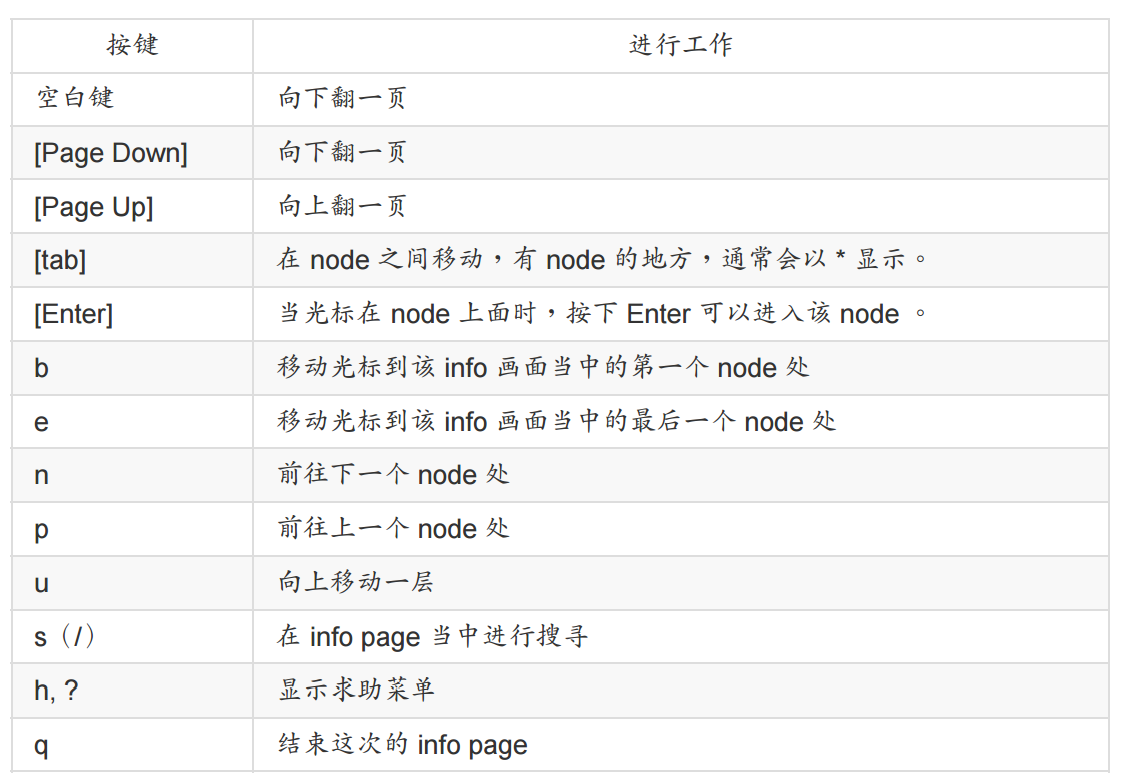 按键 进行工作
空白键 向下翻一页
[Page Down] 向下翻一页
[Page Up] 向上翻一页
[tab] 在 node 之间移动，有 node 的地方，通常会以 * 显示。
[Enter] 当光标在 node 上面时，按下 Enter 可以进入该 node 。
b 移动光标到该 info 画面当中的第一个 node 处
e 移动光标到该 info 画面当中的最后一个 node 处
n 前往下一个 node 处
p 前往上一个 node 处
u 向上移动一层
s（/） 在 info page 当中进行搜寻
h, ? 显示求助菜单
q 结束这次的 info page